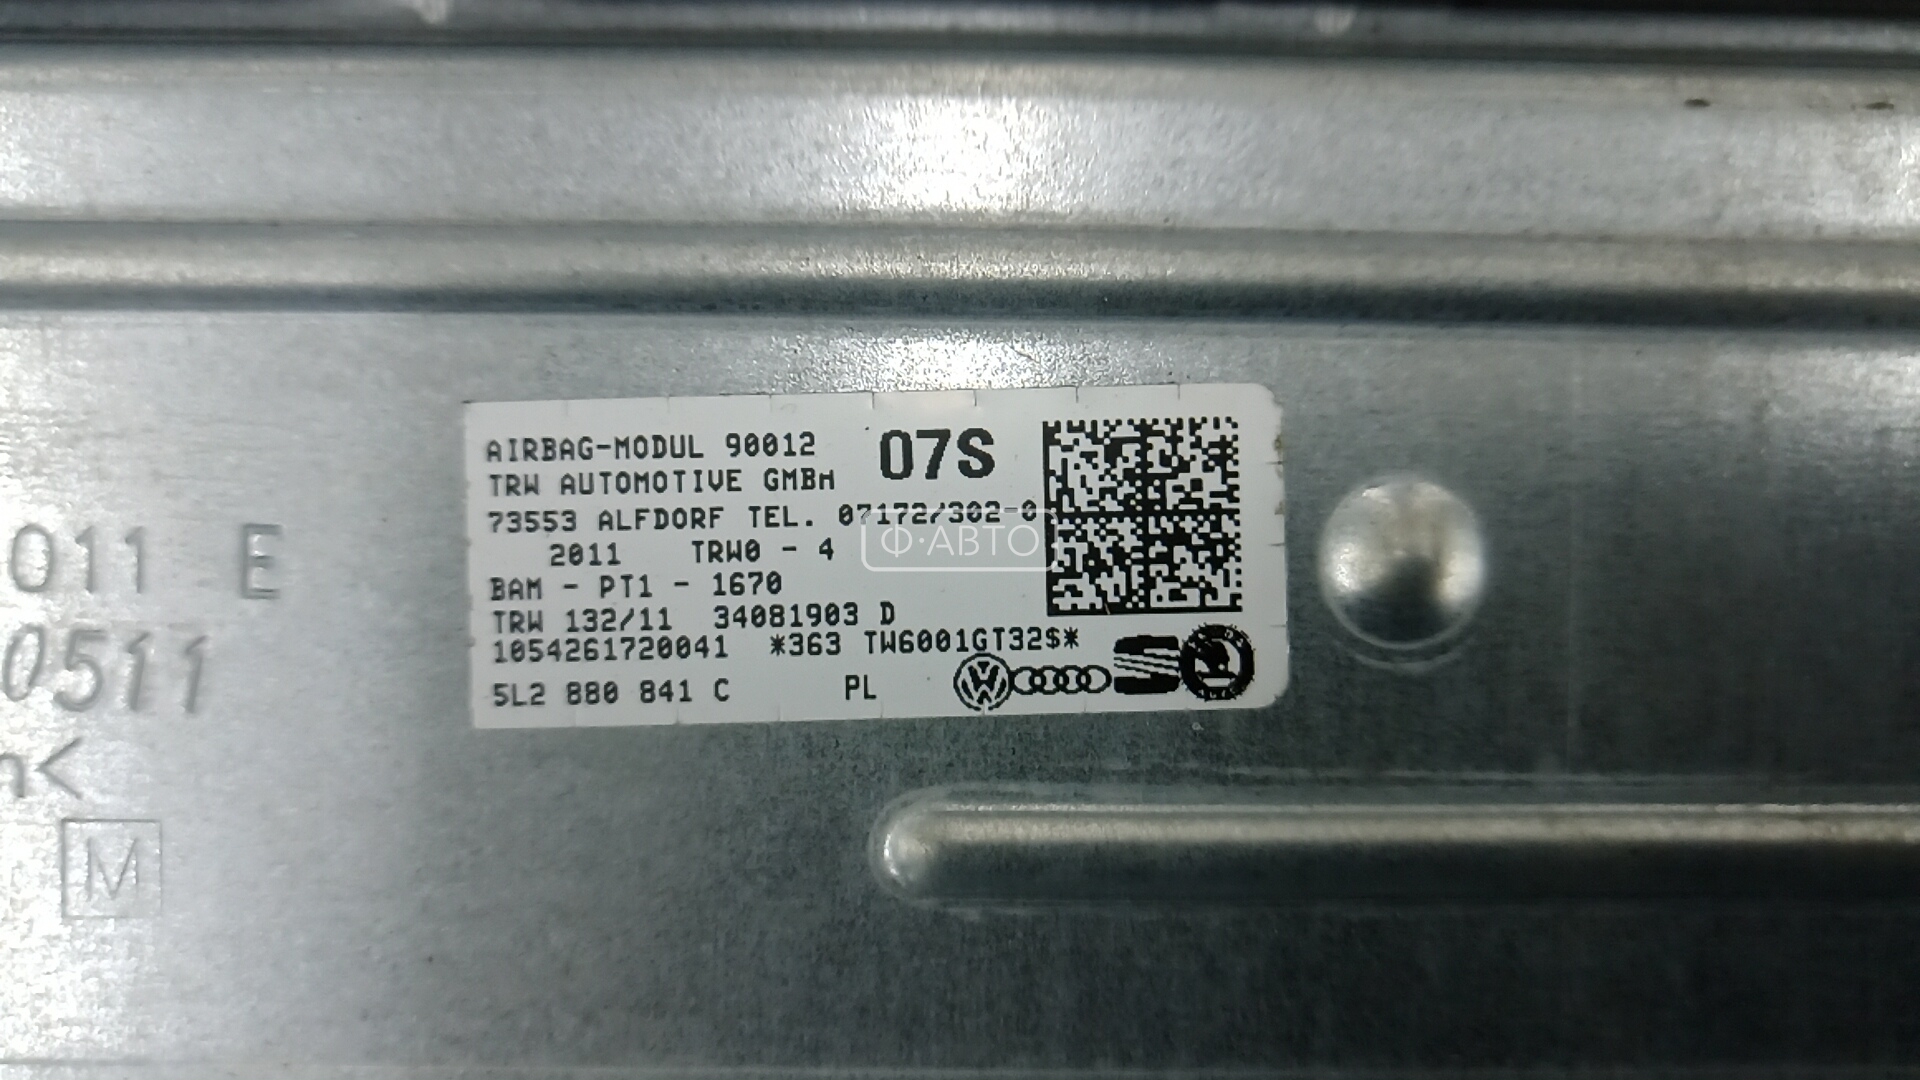 AIRBAG-MODUL 90012 07S
TRW AUTOMOTIVE GMBH
73553 ALFDORF TEL. 07172/302-0
2011 TRW0 - 4
Ф·АВТО
BAM - PT1 - 1670
TRW 132/11 34081903 D
1054261720041 *363 TW6001GT32$*
5L2 880 841 C PL
011 E
0511
<
M